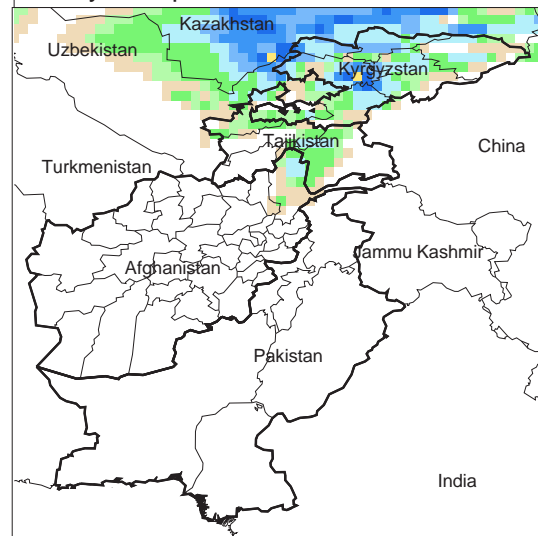 Kazakhstan
Uzbekistan
Kyrgyzstan
Tajikistan
China
Turkmenistan
Jammu Kashmir
Afghanistan
Pakistan
India